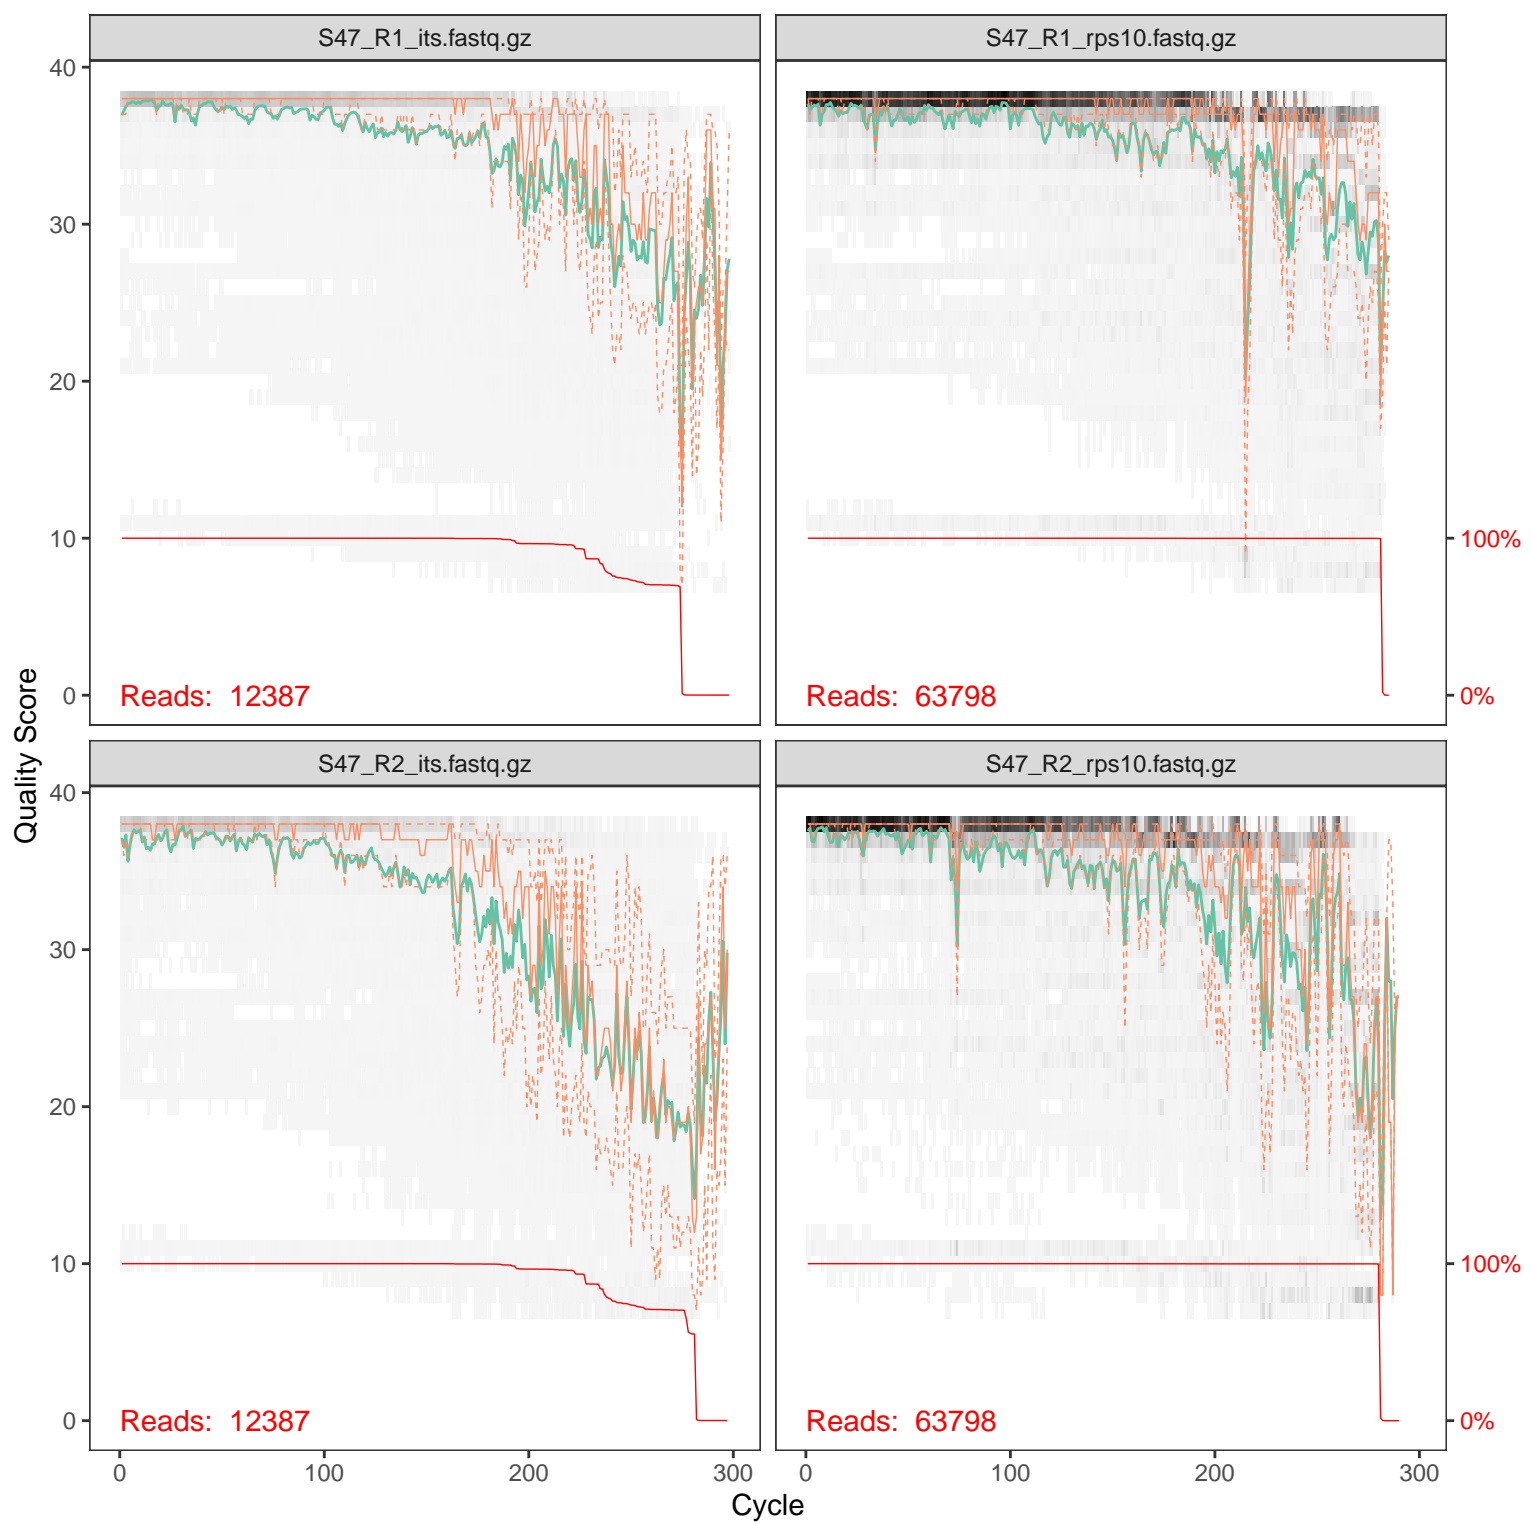 S47_R1_its.fastq.gz
S47_R1_rps10.fastq.gz
40
30
20
10
0
Reads: 12387
Reads: 63798
100%
0%
S47_R2_its.fastq.gz
S47_R2_rps10.fastq.gz
40
30
20
10
0
Reads: 12387
Reads: 63798
100%
0%
0 100 200 300
0 100 200 300
Cycle
Quality Score